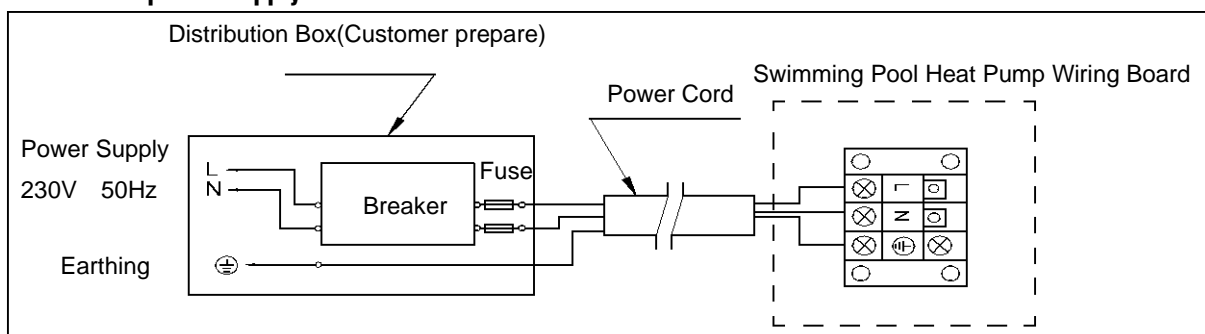 Distribution Box(Customer prepare)
Swimming Pool Heat Pump Wiring Board
Power Cord
Power Supply
230V 50Hz
L
N
Fuse
Breaker
Earthing
L
N